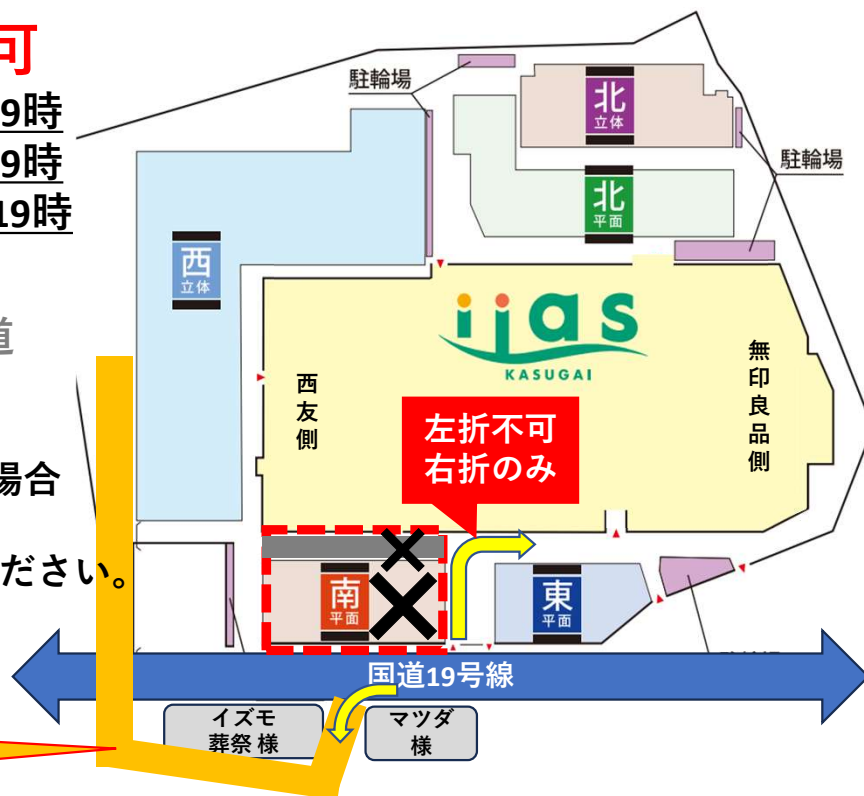 可
9時
9時
19時
道
場合
ださい。
駐輪場
北
立体
駐輪場
北
平面
西
立体
ijas
KASUGAI
西友側
無印良品側
左折不可
右折のみ
南
平面
東
平面
国道19号線
イズモ
葬祭 様
マツダ
様